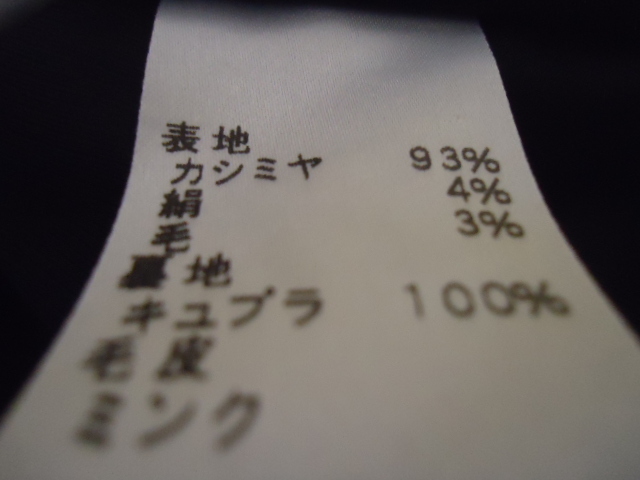 表地
カシミヤ 93%
絹 4%
毛 3%
裏地
キュプラ 100%
毛皮
ミンク